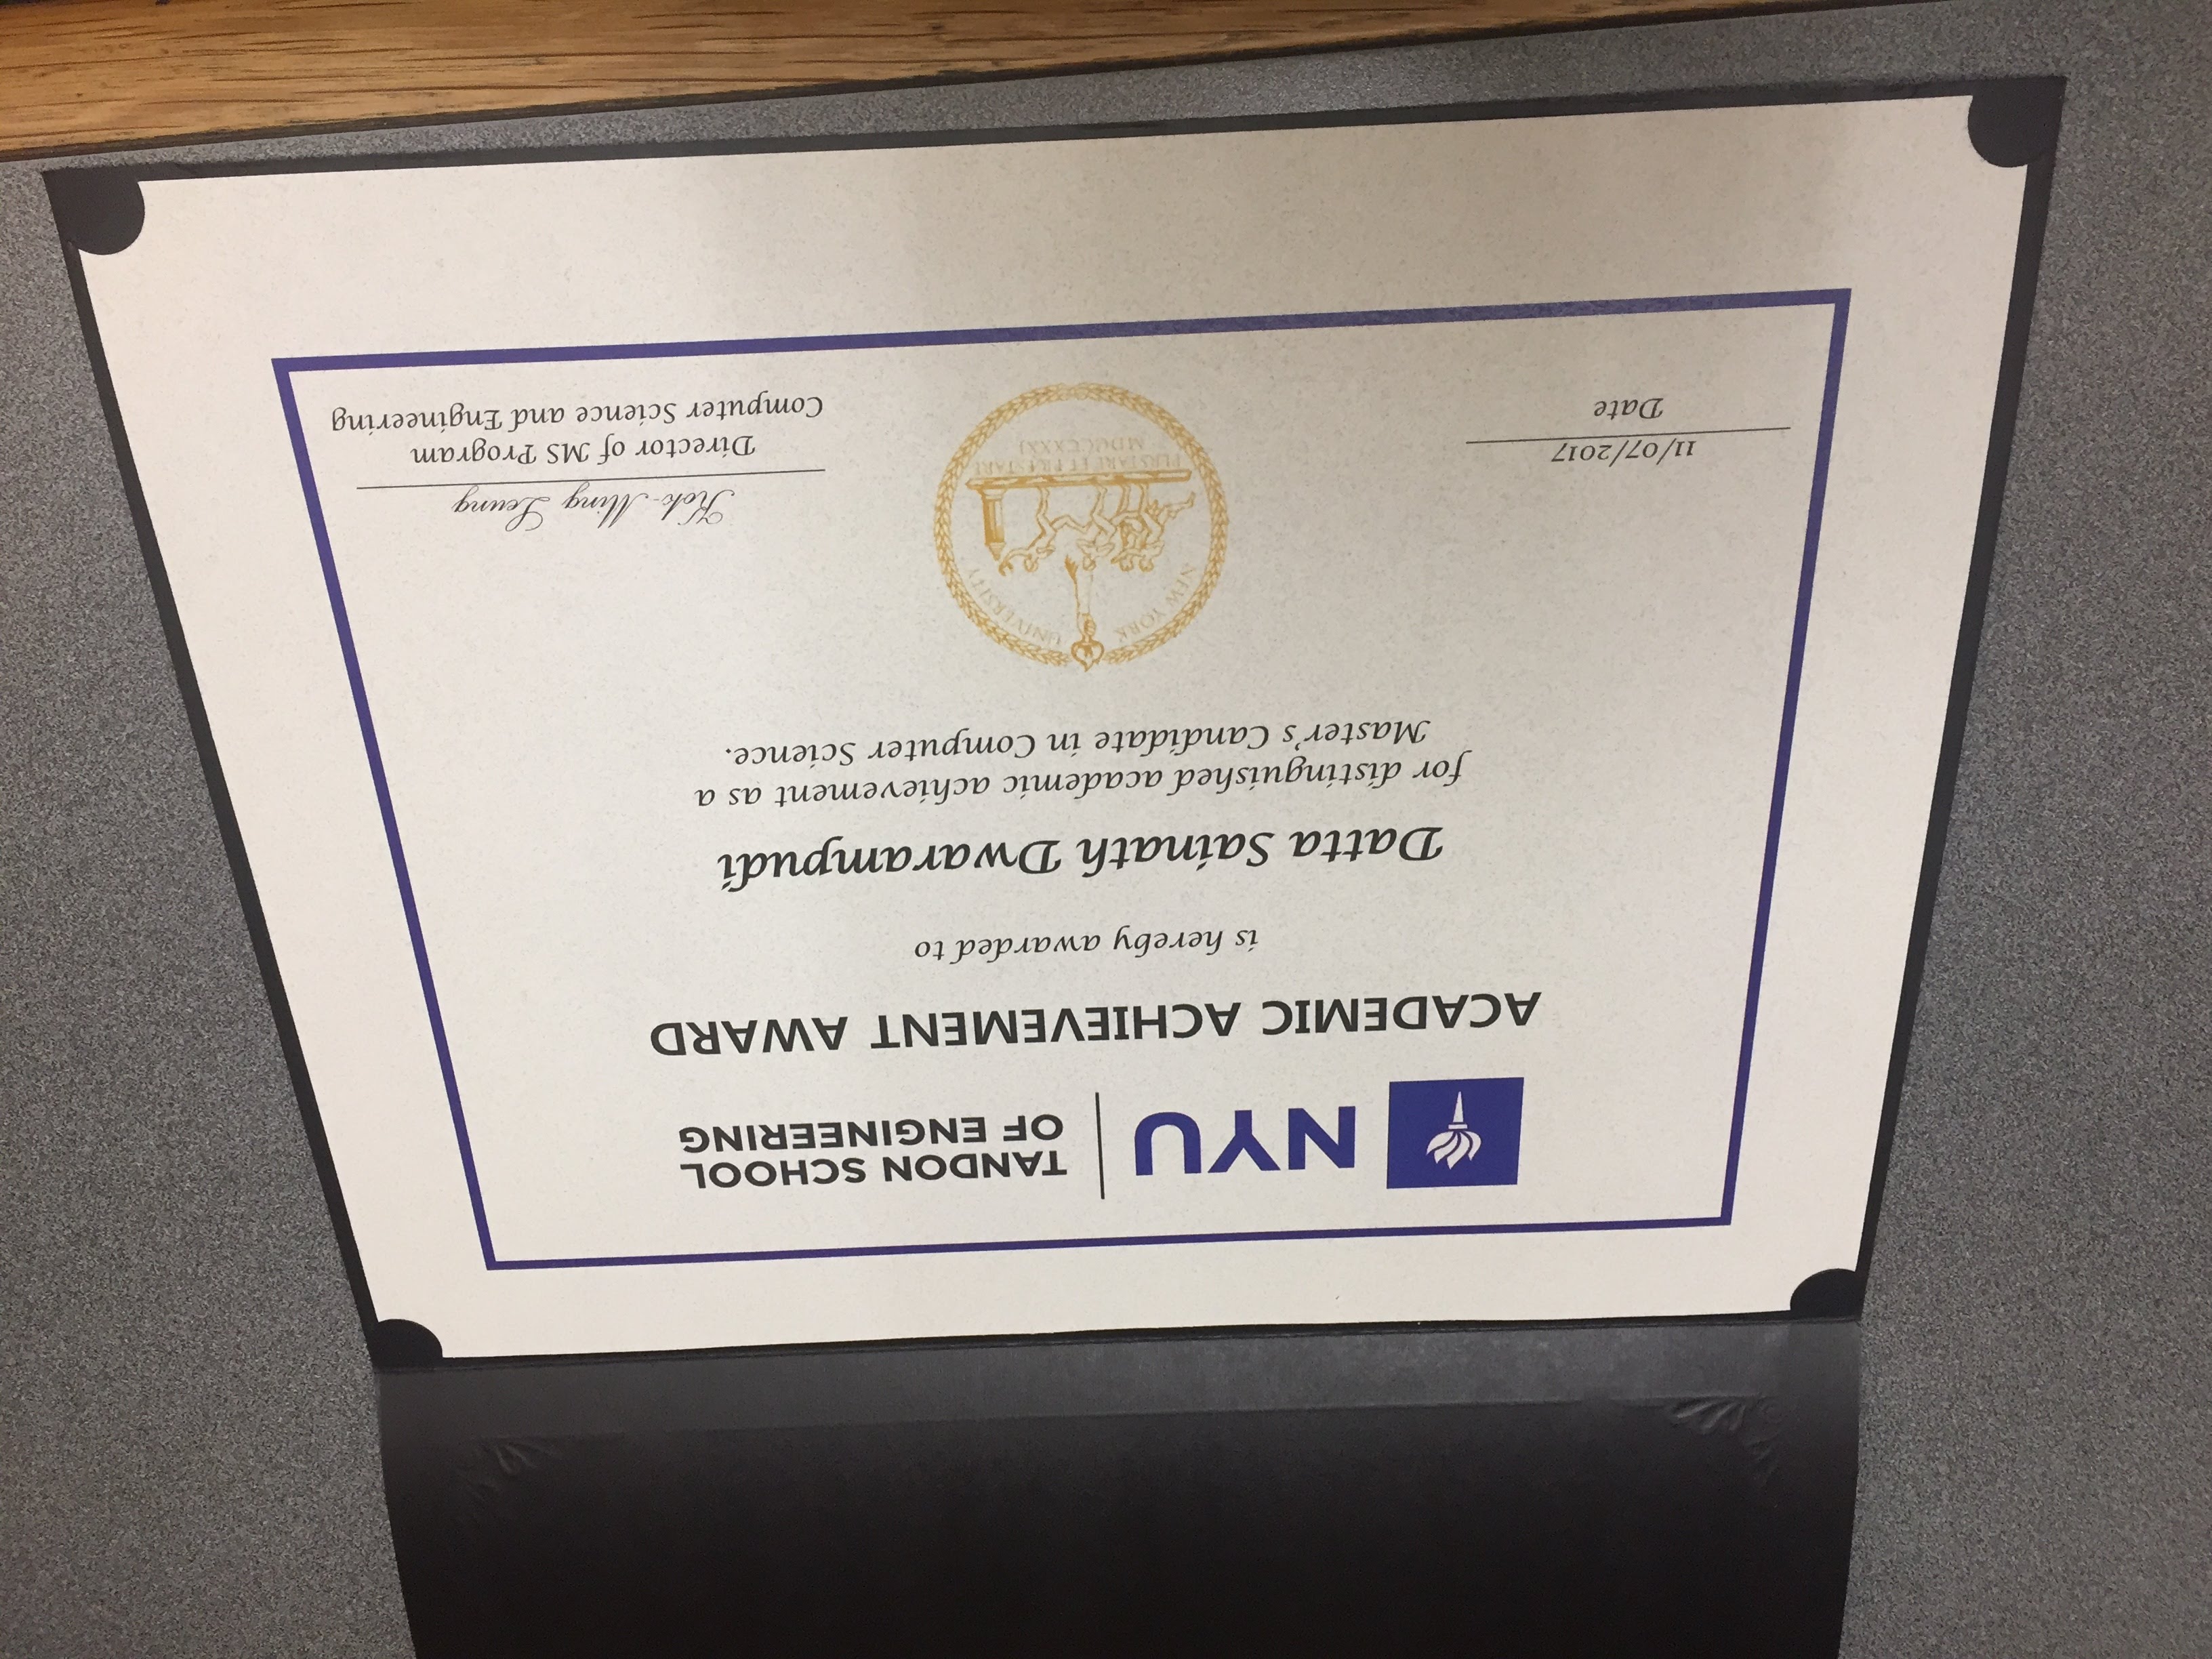 NYU
TANDON SCHOOL
OF ENGINEERING
ACADEMIC ACHIEVEMENT AWARD
is hereby awarded to
Datta Sainath Dwarampudi
for distinguished academic achievement as a
Master's Candidate in Computer Science.
NEW YORK UNIVERSITY
PERSTARE ET PRÆSTARE
MDCCCXXXI
11/07/2017
Date
Kok-Ming Leung
Director of MS Program
Computer Science and Engineering